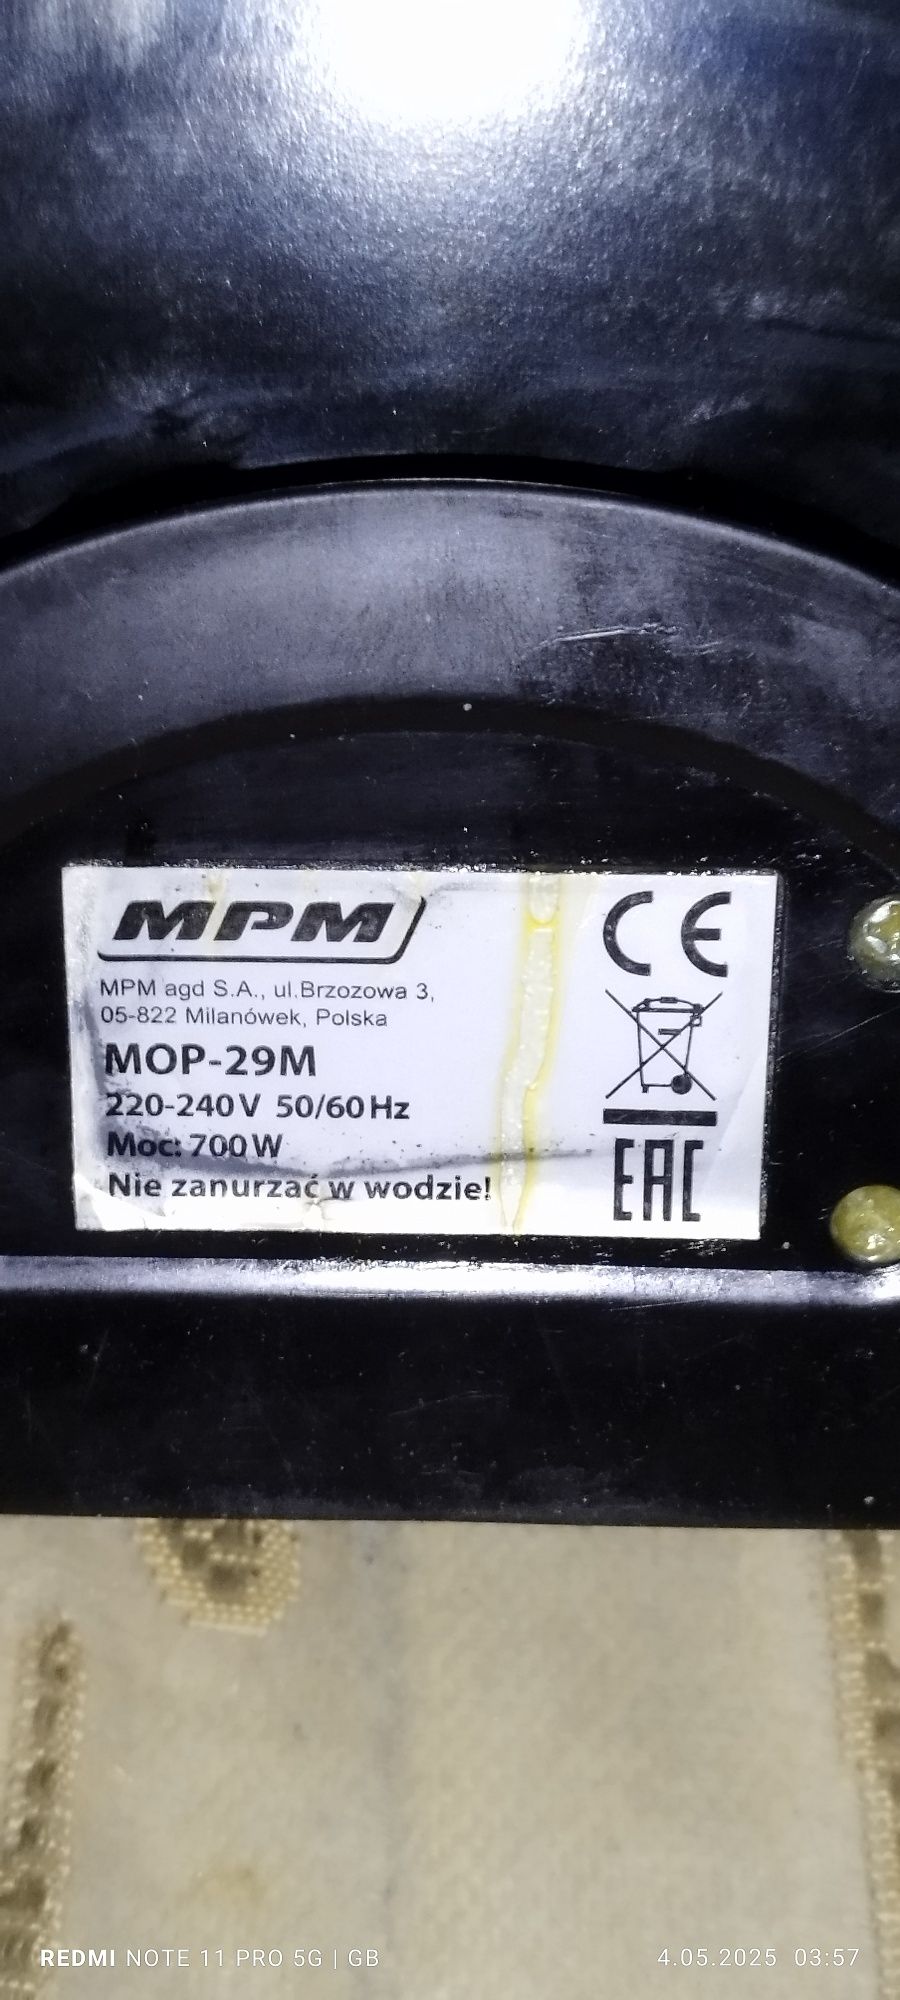 MPM
MPM agd S.A., ul.Brzozowa 3,
05-822 Milanówek, Polska
MOP-29M
220-240V 50/60Hz
Moc: 700W
Nie zanurzać w wodzie!
CE
EAC
REDMI NOTE 11 PRO 5G | GB
4.05.2025 03:57